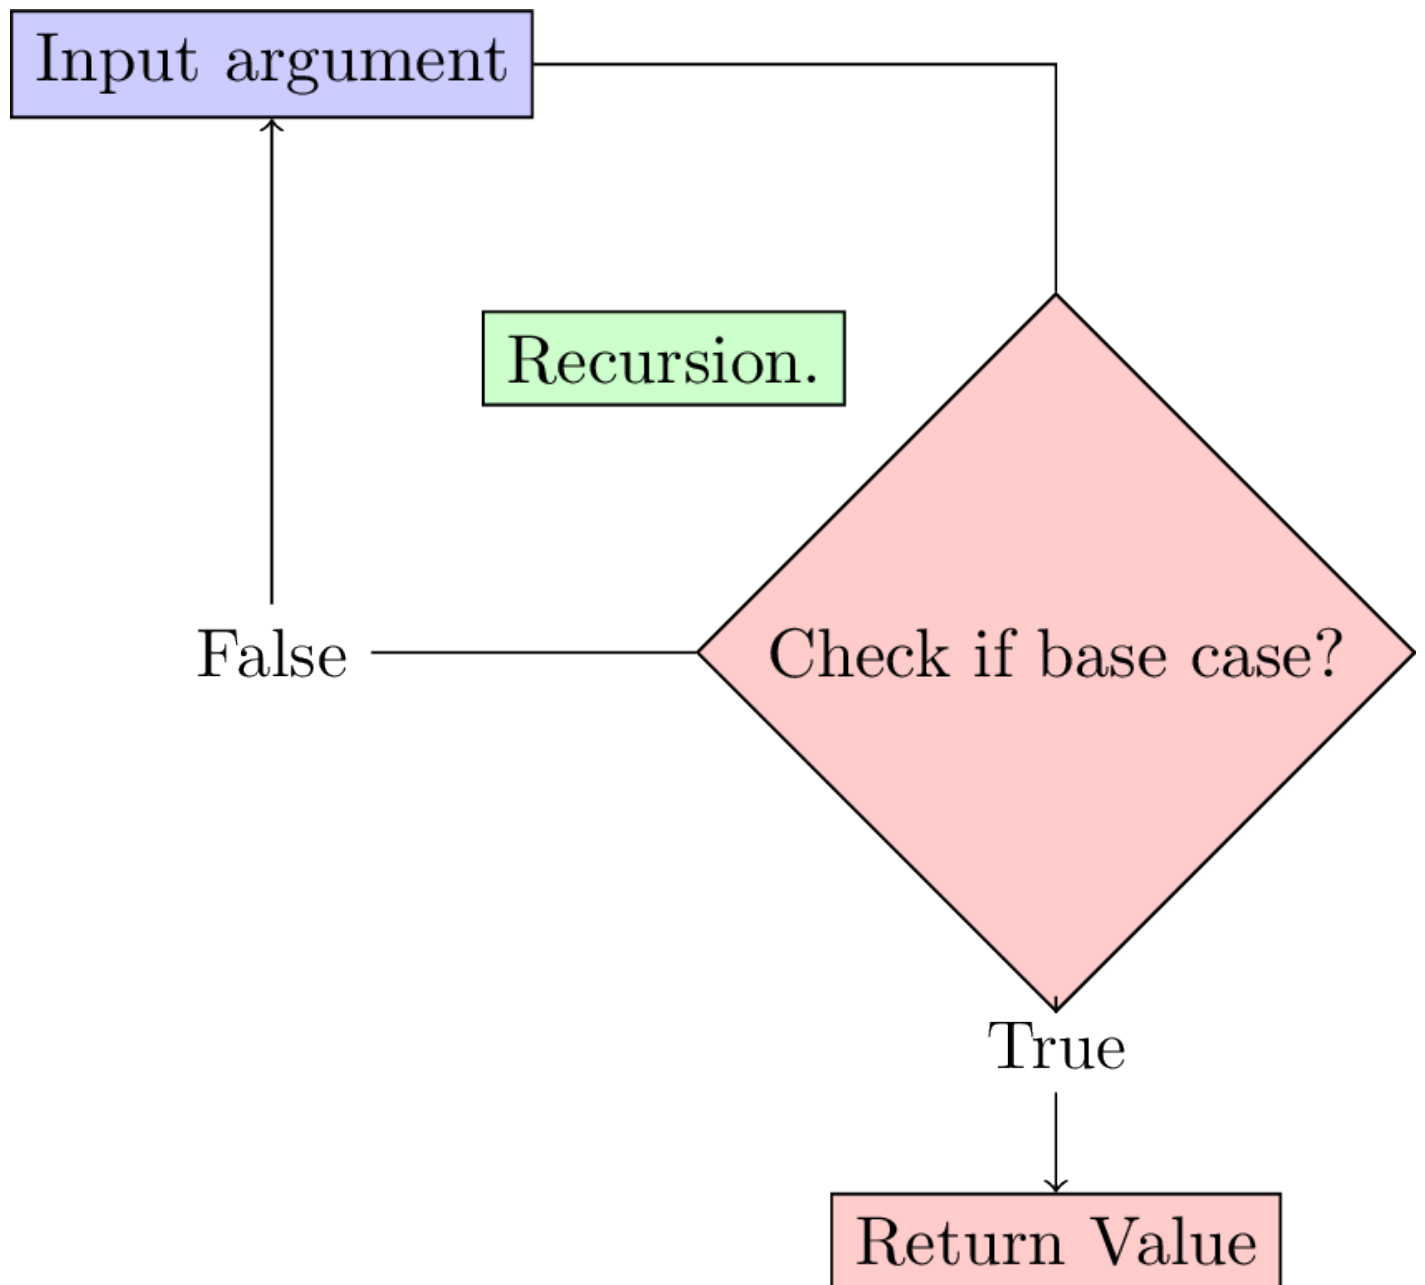 Input argument
Recursion.
False
Check if base case?
True
Return Value